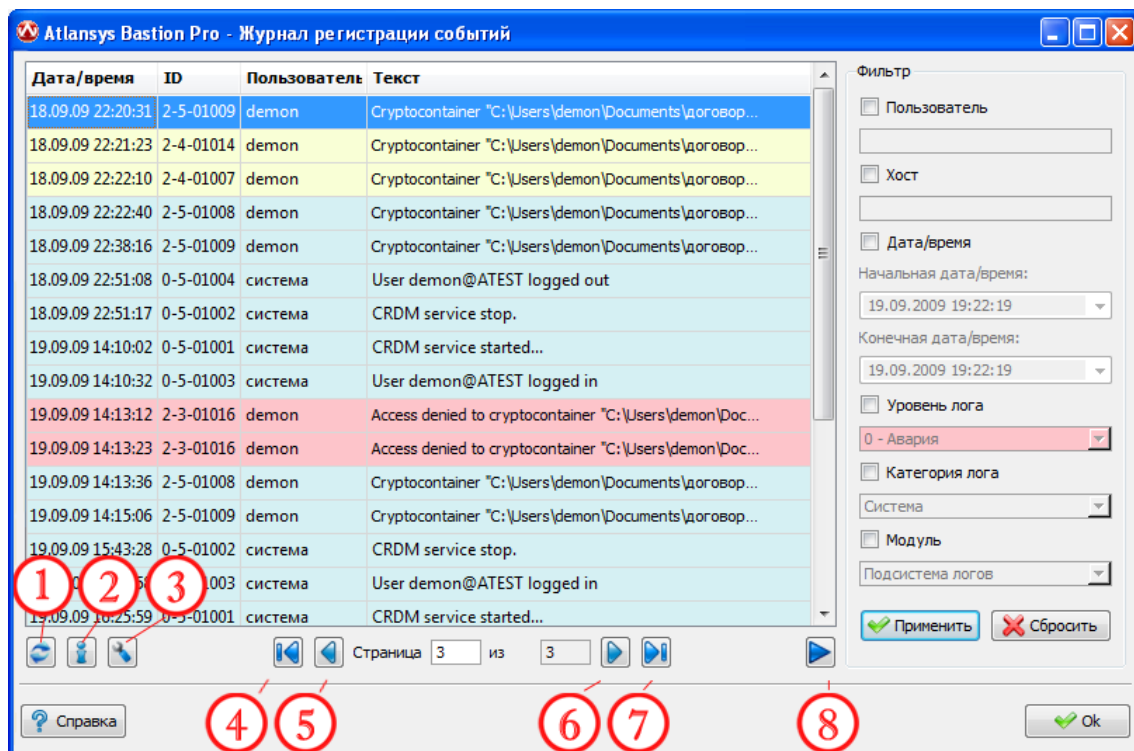 Atlansys Bastion Pro - Журнал регистрации событий
Дата/время ID Пользователь Текст
18.09.09 22:20:31 2-5-01009 demon Cryptocontainer "C:\Users\demon\Documents\договор...
18.09.09 22:21:23 2-4-01014 demon Cryptocontainer "C:\Users\demon\Documents\договор...
18.09.09 22:22:10 2-4-01007 demon Cryptocontainer "C:\Users\demon\Documents\договор...
18.09.09 22:22:40 2-5-01008 demon Cryptocontainer "C:\Users\demon\Documents\договор...
18.09.09 22:38:16 2-5-01009 demon Cryptocontainer "C:\Users\demon\Documents\договор...
18.09.09 22:51:08 0-5-01004 система User demon@ATEST logged out
18.09.09 22:51:17 0-5-01002 система CRDM service stop.
19.09.09 14:10:02 0-5-01001 система CRDM service started...
19.09.09 14:10:32 0-5-01003 система User demon@ATEST logged in
19.09.09 14:13:12 2-3-01016 demon Access denied to cryptocontainer "C:\Users\demon\Doc...
19.09.09 14:13:23 2-3-01016 demon Access denied to cryptocontainer "C:\Users\demon\Doc...
19.09.09 14:13:36 2-5-01008 demon Cryptocontainer "C:\Users\demon\Documents\договор...
19.09.09 14:15:06 2-5-01009 demon Cryptocontainer "C:\Users\demon\Documents\договор...
19.09.09 15:43:28 0-5-01002 система CRDM service stop.
система User demon@ATEST logged in
19.09.09 16:25:59 0-5-01001 система CRDM service started...
1 2 3
Страница 3 из 3
4 5 6 7 8
Справка
Фильтр
Пользователь
Хост
Дата/время
Начальная дата/время:
19.09.2009 19:22:19
Конечная дата/время:
19.09.2009 19:22:19
Уровень лога
0 - Авария
Категория лога
Система
Модуль
Подсистема логов
Применить Сбросить
Ok